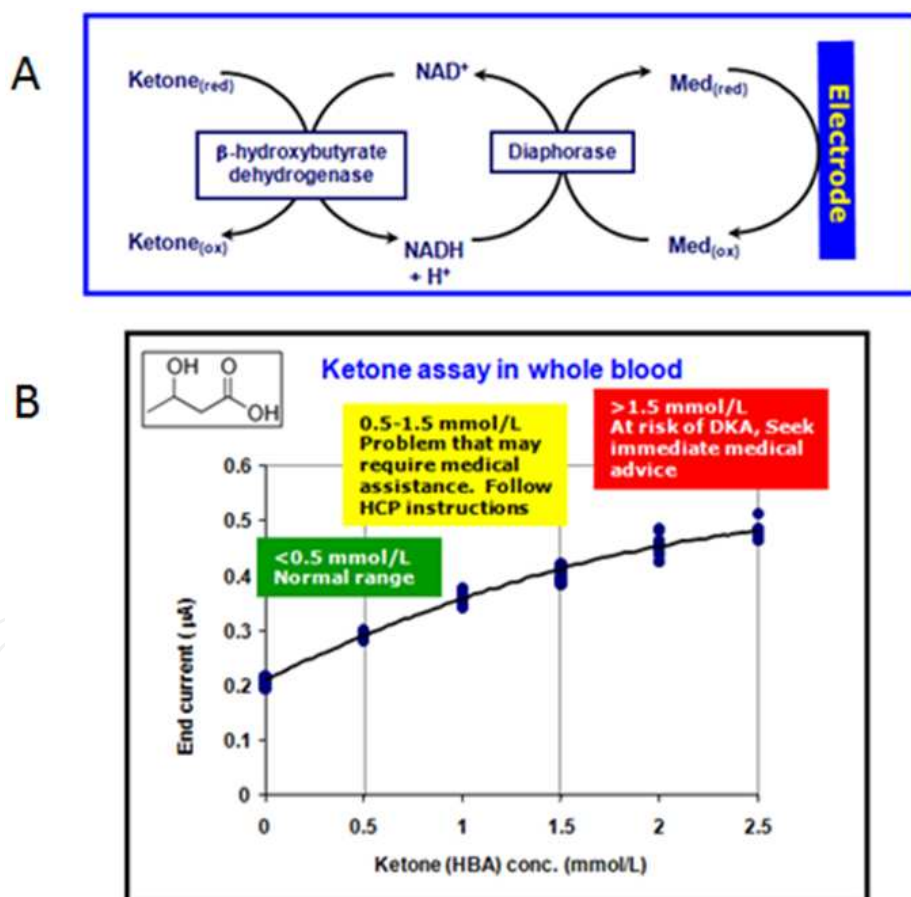 A
Ketone(red)
NAD+
Med(red)
β-hydroxybutyrate
dehydrogenase
Diaphorase
Electrode
Ketone(ox)
NADH
+ H+
Med(ox)
B
OH
O
OH
Ketone assay in whole blood
<0.5 mmol/L
Normal range
0.5-1.5 mmol/L
Problem that may
require medical
assistance. Follow
HCP instructions
>1.5 mmol/L
At risk of DKA, Seek
immediate medical
advice
End current (µA)
0.6
0.5
0.4
0.3
0.2
0.1
0
0 0.5 1 1.5 2 2.5
Ketone (HBA) conc. (mmol/L)